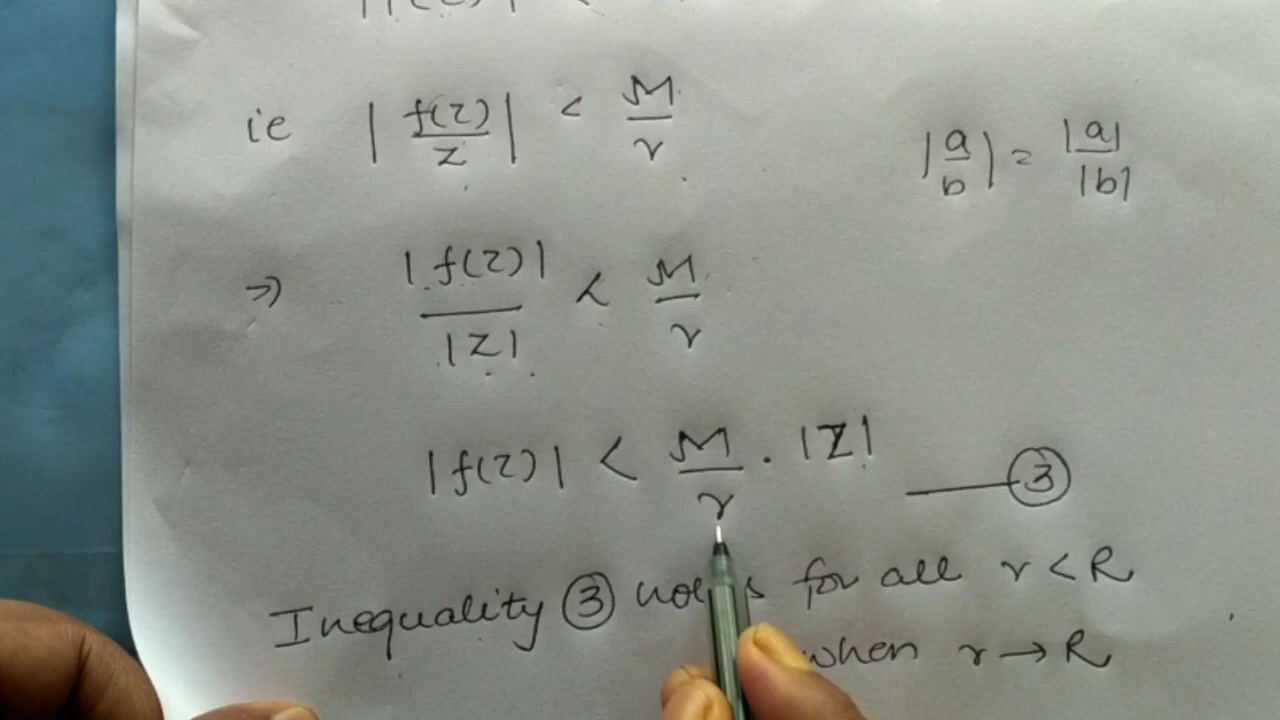 ie |f(z)/z| < M/r
|a/b| = |a|/|b|
⇒ |f(z)|/|z| < M/r
|f(z)| < M/r . |z| —— ③
Inequality ③ for all r < R
when r → R